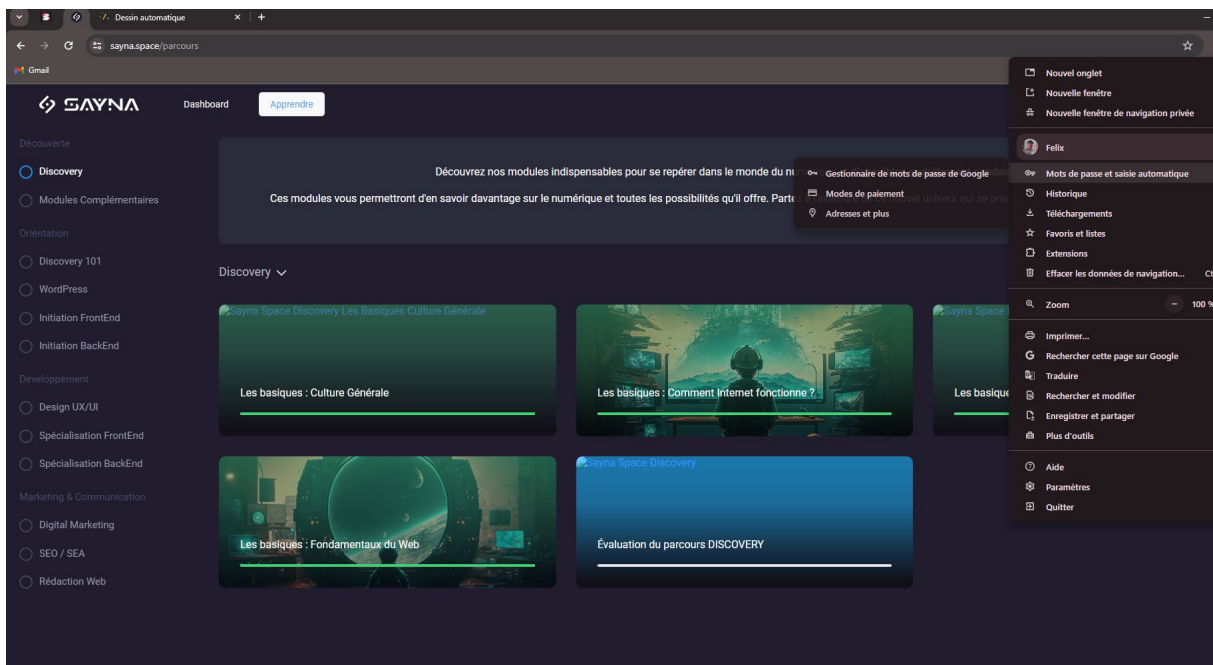 Dessin automatique
sayna.space/parcours
Gmail
SAYNA
Dashboard
Apprendre
Découverte
Discovery
Modules Complémentaires
Orientation
Discovery 101
WordPress
Initiation FrontEnd
Initiation BackEnd
Développement
Design UX/UI
Spécialisation FrontEnd
Spécialisation BackEnd
Marketing & Communication
Digital Marketing
SEO / SEA
Rédaction Web
Découvrez nos modules indispensables pour se repérer dans le monde du
Ces modules vous permettront d'en savoir davantage sur le numérique et toutes les possibilités qu'il offre.
Discovery
Sayna Space Discovery Les Basiques Culture Générale
Les basiques : Culture Générale
Les basiques : Comment Internet fonctionne ?
Sayna Space
Les basique
Les basiques : Fondamentaux du Web
Sayna Space Discovery
Évaluation du parcours DISCOVERY
Gestionnaire de mots de passe de Google
Modes de paiement
Adresses et plus
Nouvel onglet
Nouvelle fenêtre
Nouvelle fenêtre de navigation privée
Felix
Mots de passe et saisie automatique
Historique
Téléchargements
Favoris et listes
Extensions
Effacer les données de navigation... Ct
Zoom − 100 %
Imprimer...
Rechercher cette page sur Google
Traduire
Rechercher et modifier
Enregistrer et partager
Plus d'outils
Aide
Paramètres
Quitter